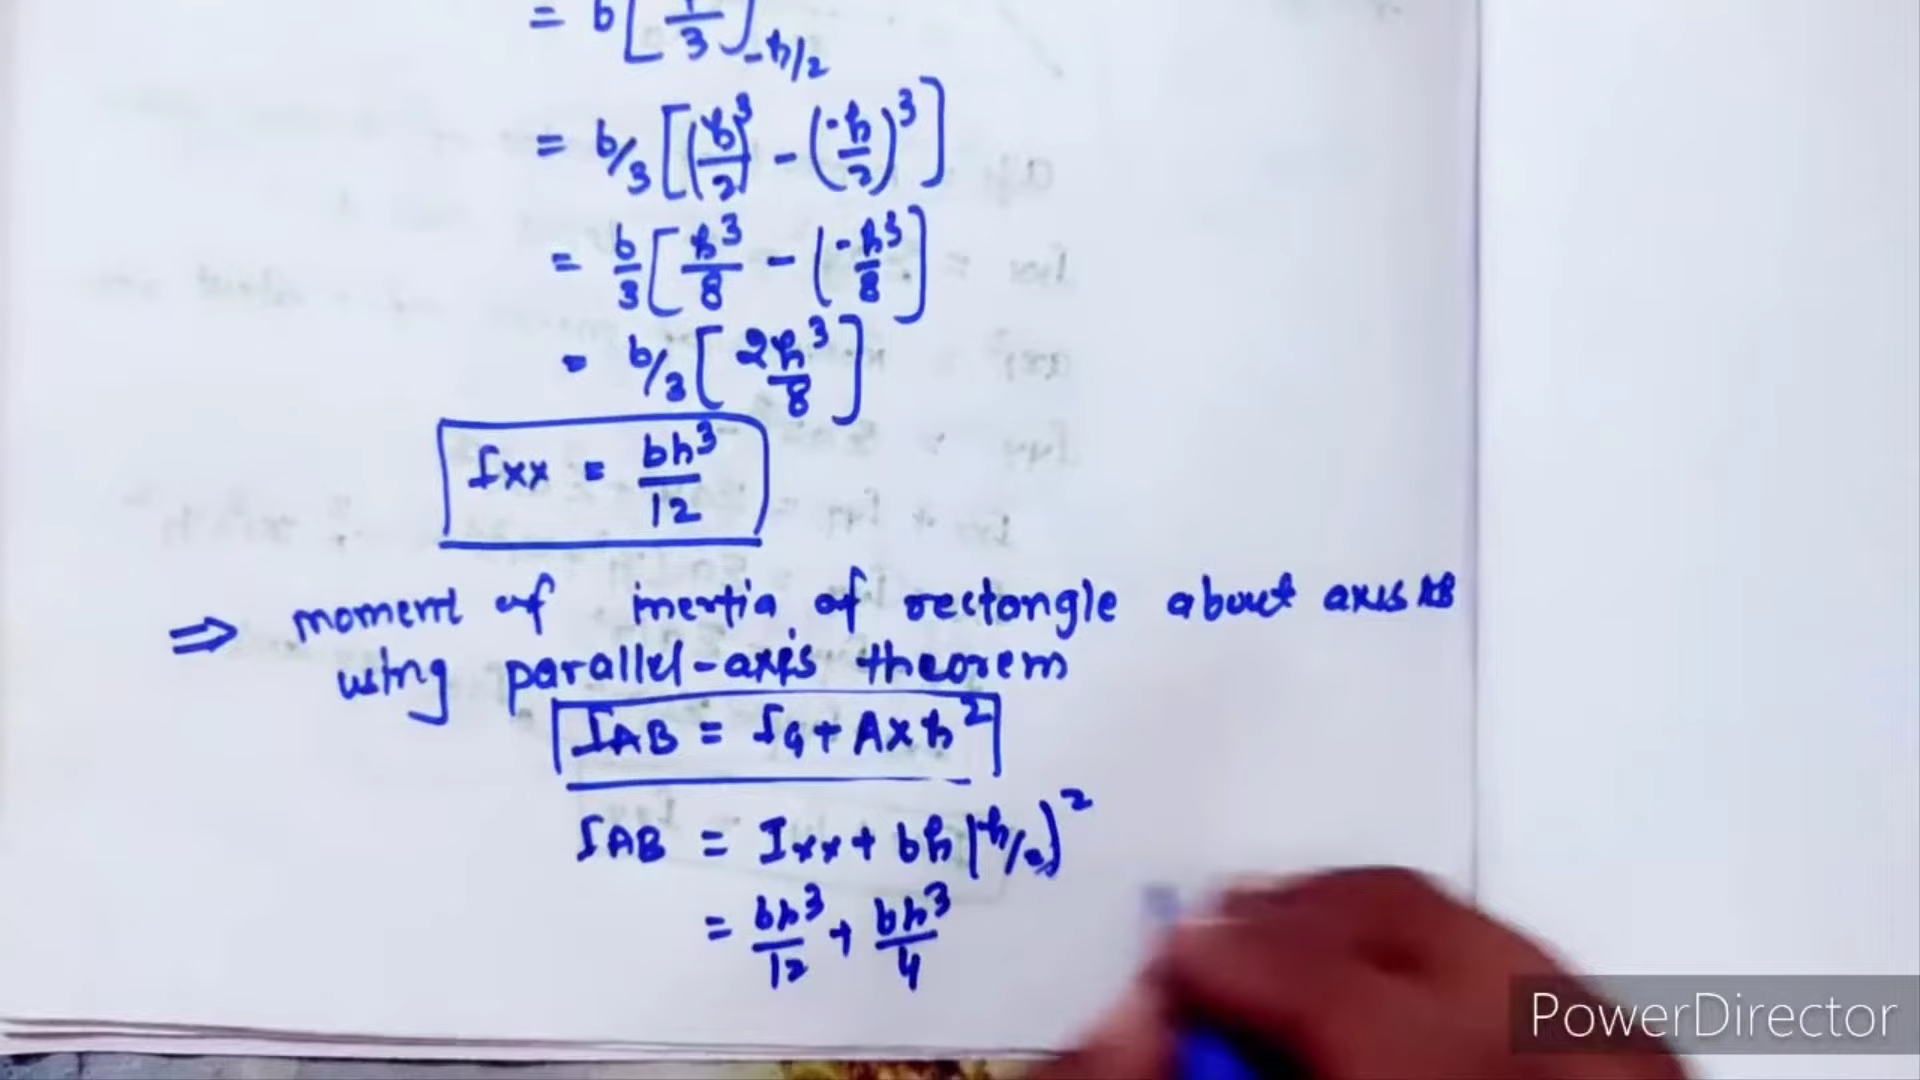 = b[ /3 ]-h/2
= b/3 [(h/2)³ - (-h/2)³]
= b/3 [h³/8 - (-h³/8]
= b/3 [2h³/8]
Ixx = bh³/12
⇒ moment of inertia of rectangle about axis AB
using parallel-axis theorem
IAB = IG + A×h²
IAB = Ixx + bh(h/2)²
= bh³/12 + bh³/4
PowerDirector